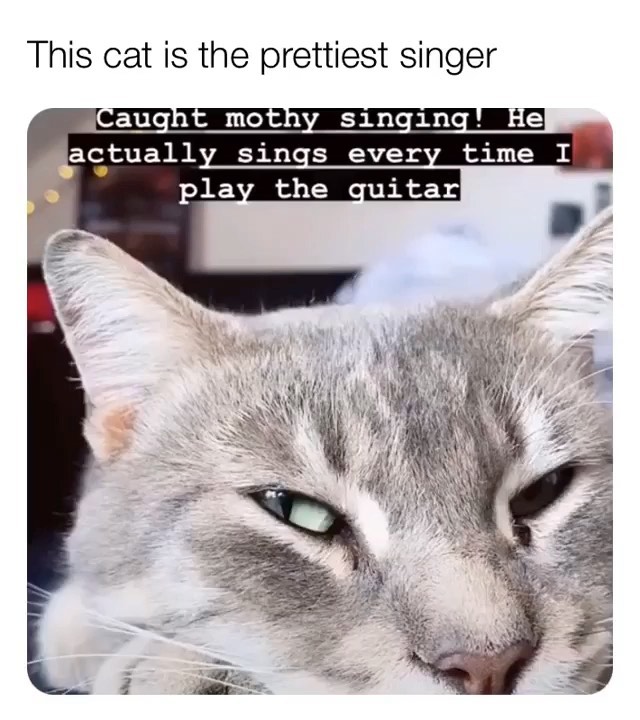 This cat is the prettiest singer
Caught mothy singing! He
actually sings every time I
play the guitar